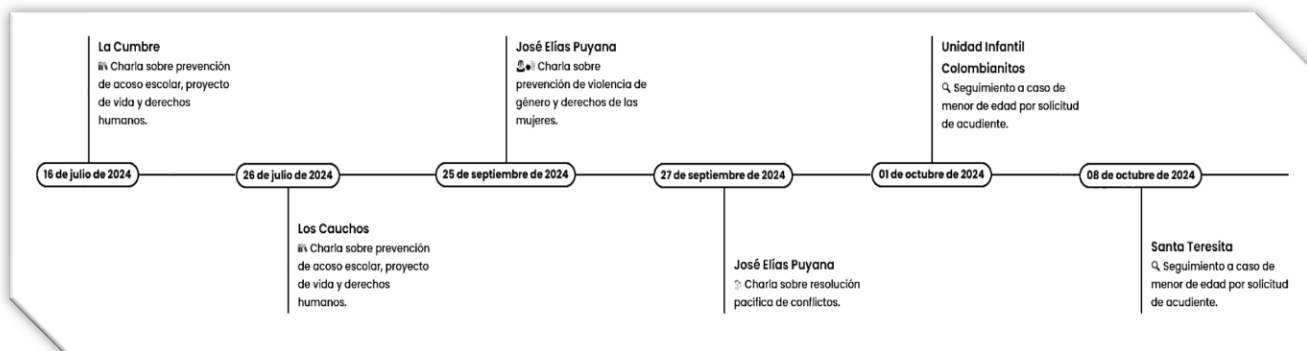 La Cumbre
Charla sobre prevención
de acoso escolar, proyecto
de vida y derechos
humanos.
16 de julio de 2024
26 de julio de 2024
Los Cauchos
Charla sobre prevención
de acoso escolar, proyecto
de vida y derechos
humanos.
José Elías Puyana
Charla sobre
prevención de violencia de
género y derechos de las
mujeres.
25 de septiembre de 2024
27 de septiembre de 2024
José Elías Puyana
Charla sobre resolución
pacífica de conflictos.
Unidad Infantil
Colombianitos
Seguimiento a caso de
menor de edad por solicitud
de acudiente.
01 de octubre de 2024
08 de octubre de 2024
Santa Teresita
Seguimiento a caso de
menor de edad por solicitud
de acudiente.